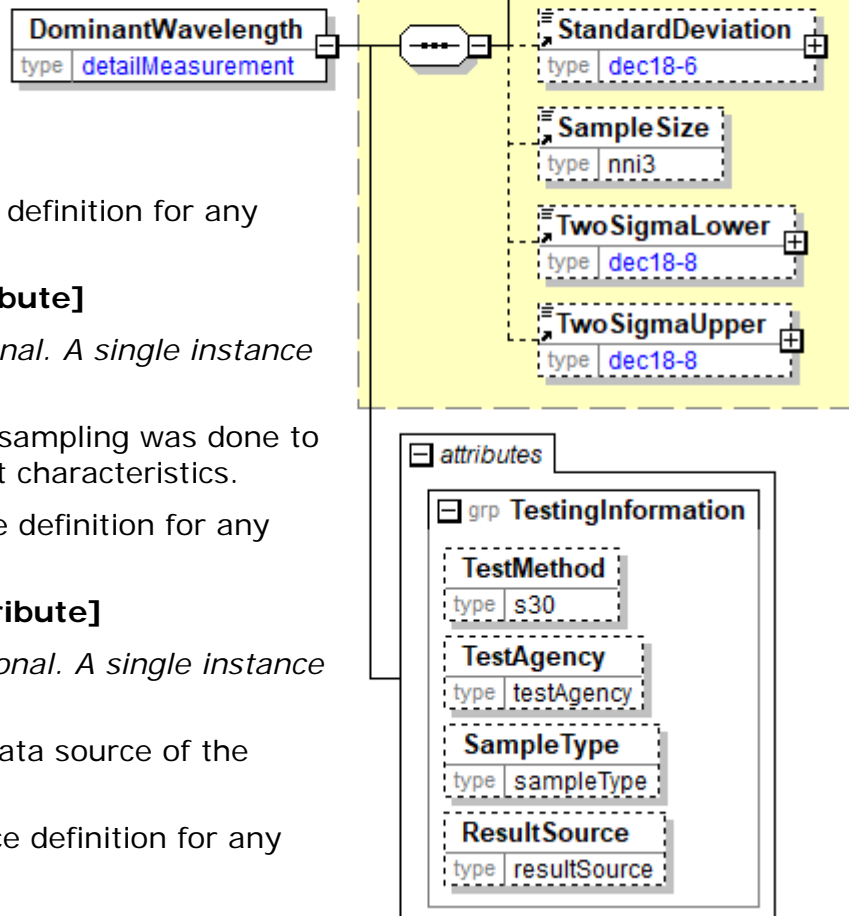 DominantWavelength
type detailMeasurement
definition for any
bute]
nal. A single instance
sampling was done to
t characteristics.
e definition for any
ribute]
onal. A single instance
ata source of the
ce definition for any
StandardDeviation
type dec18-6
SampleSize
type nni3
TwoSigmaLower
type dec18-8
TwoSigmaUpper
type dec18-8
attributes
grp TestingInformation
TestMethod
type s30
TestAgency
type testAgency
SampleType
type sampleType
ResultSource
type resultSource